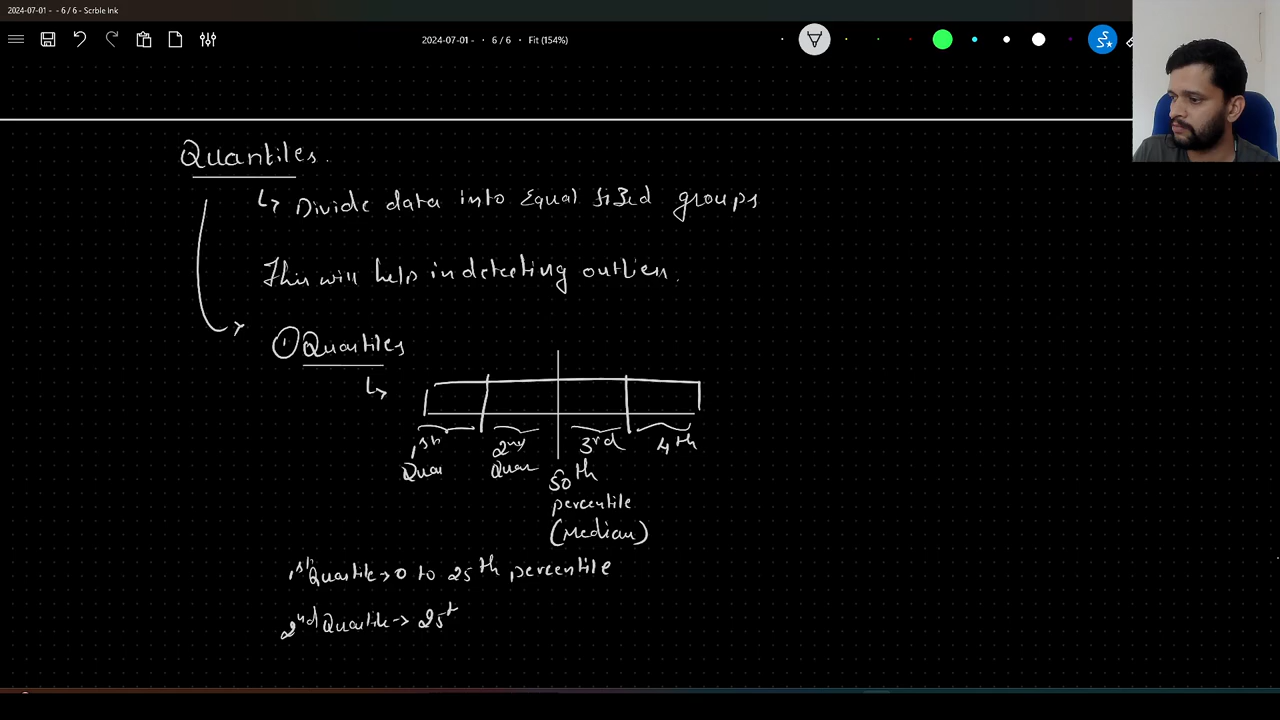 2024-07-01 - - 6 / 6 - Scrble Ink
2024-07-01 - • 6 / 6 • Fit (154%)
Quantiles.
↳ Divide data into Equal sized groups
This will help in detecting outliers.
① Quartiles
↳
1st 2nd 3rd 4th
Quar Quar
50th
percentile
(Median)
1st Quartile → 0 to 25th percentile
2nd Quartile → 25t